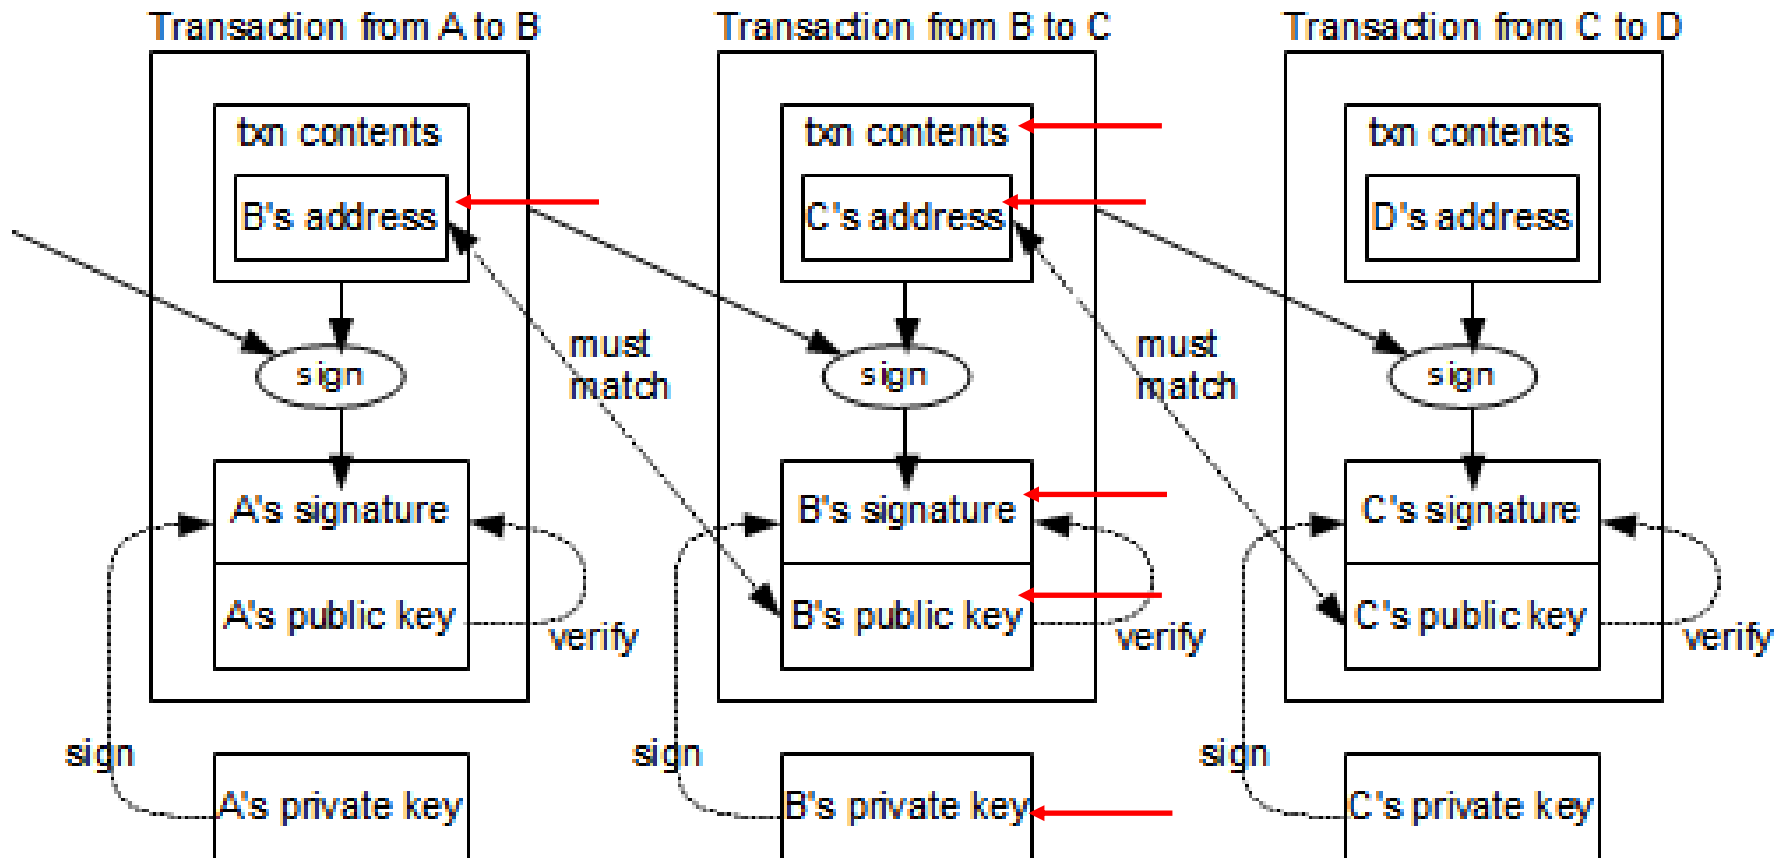 Transaction from A to B
txn contents
B's address
sign
A's signature
A's public key
verify
sign
A's private key
must
match
Transaction from B to C
txn contents
C's address
sign
B's signature
B's public key
verify
sign
B's private key
must
match
Transaction from C to D
txn contents
D's address
sign
C's signature
C's public key
verify
sign
C's private key